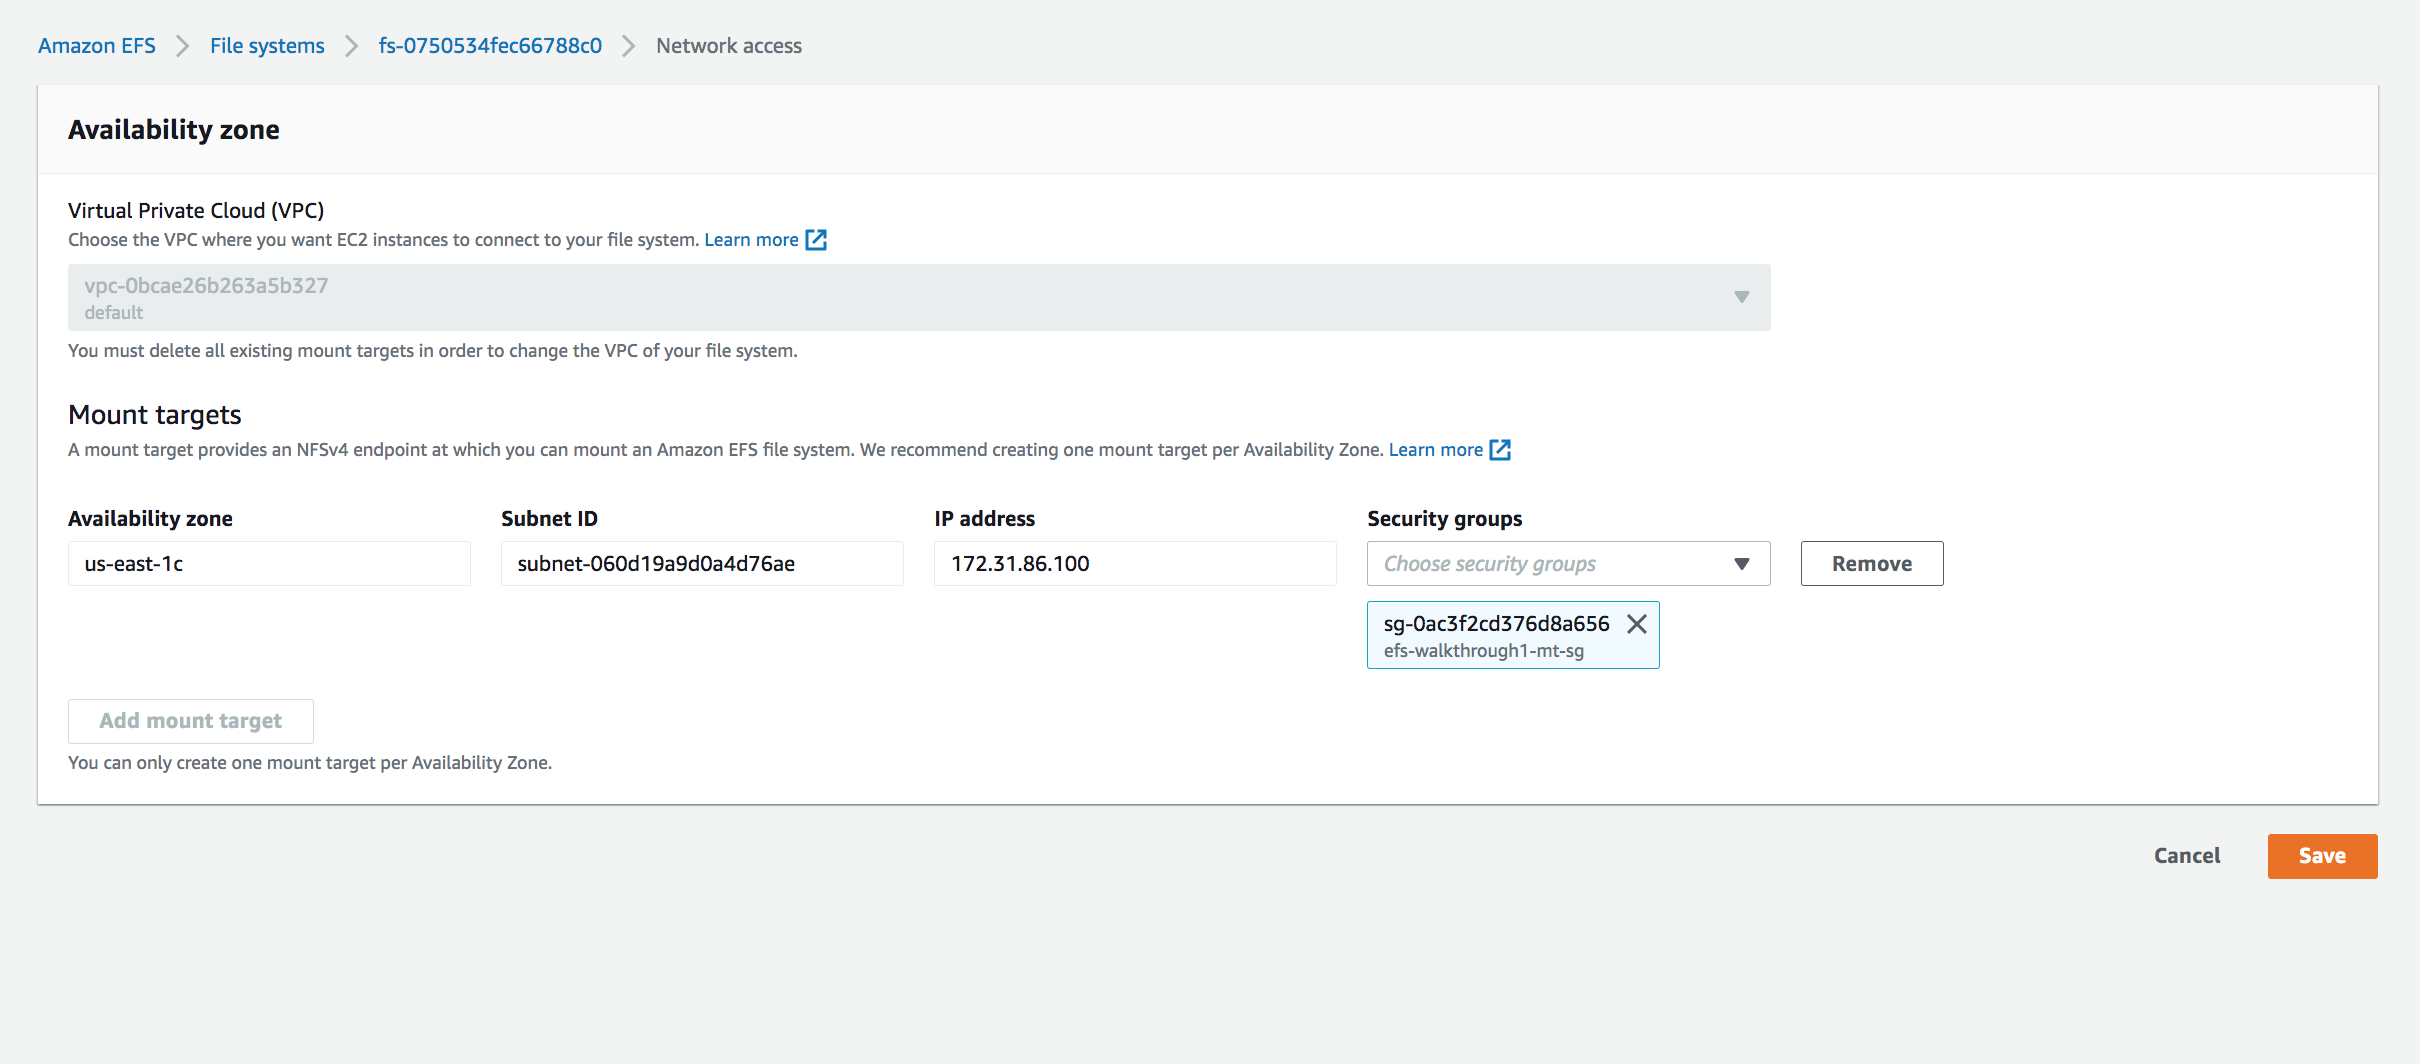 Amazon EFS File systems fs-0750534fec66788c0 Network access
Availability zone
Virtual Private Cloud (VPC)
Choose the VPC where you want EC2 instances to connect to your file system. Learn more
vpc-0bcae26b263a5b327
default
You must delete all existing mount targets in order to change the VPC of your file system.
Mount targets
A mount target provides an NFSv4 endpoint at which you can mount an Amazon EFS file system. We recommend creating one mount target per Availability Zone. Learn more
Availability zone Subnet ID IP address Security groups
us-east-1c subnet-060d19a9d0a4d76ae 172.31.86.100 Choose security groups Remove
sg-0ac3f2cd376d8a656
efs-walkthrough1-mt-sg
Add mount target
You can only create one mount target per Availability Zone.
Cancel Save